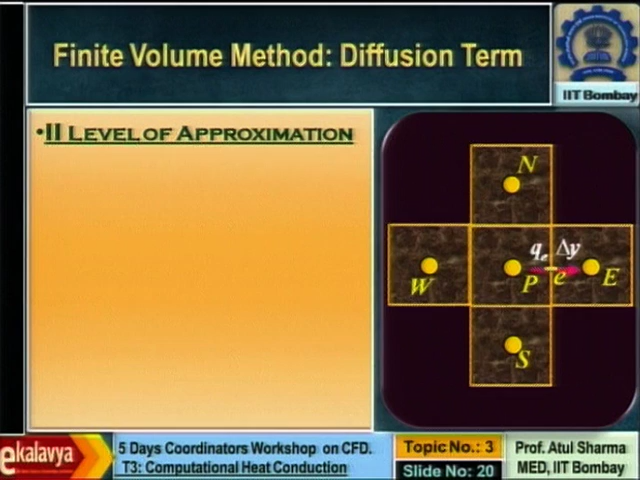 Finite Volume Method: Diffusion Term
IIT Bombay
•II LEVEL OF APPROXIMATION
N
qe Δy
W
P
e
E
S
ekalavya
5 Days Coordinators Workshop on CFD.
T3: Computational Heat Conduction
Topic No.: 3
Slide No: 20
Prof. Atul Sharma
MED, IIT Bombay